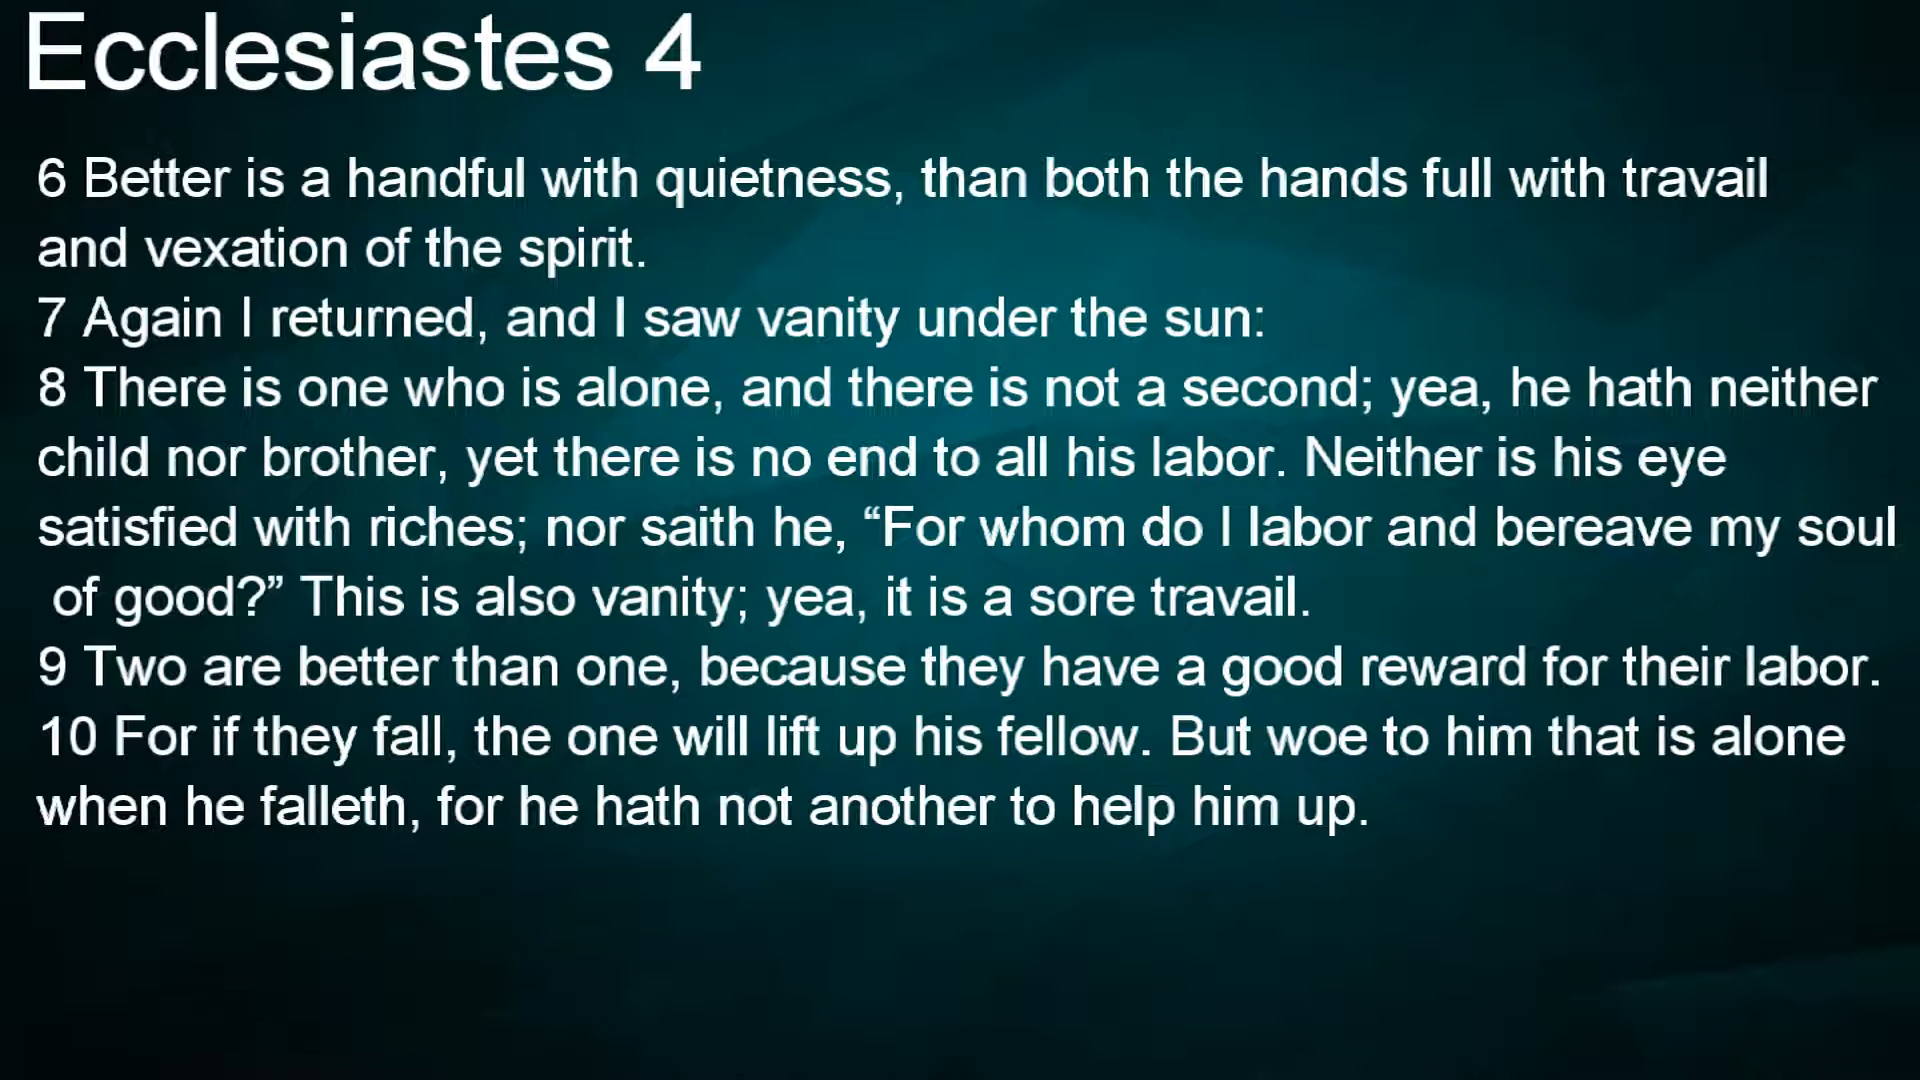 Ecclesiastes 4
6 Better is a handful with quietness, than both the hands full with travail
and vexation of the spirit.
7 Again I returned, and I saw vanity under the sun:
8 There is one who is alone, and there is not a second; yea, he hath neither
child nor brother, yet there is no end to all his labor. Neither is his eye
satisfied with riches; nor saith he, “For whom do I labor and bereave my soul
of good?” This is also vanity; yea, it is a sore travail.
9 Two are better than one, because they have a good reward for their labor.
10 For if they fall, the one will lift up his fellow. But woe to him that is alone
when he falleth, for he hath not another to help him up.